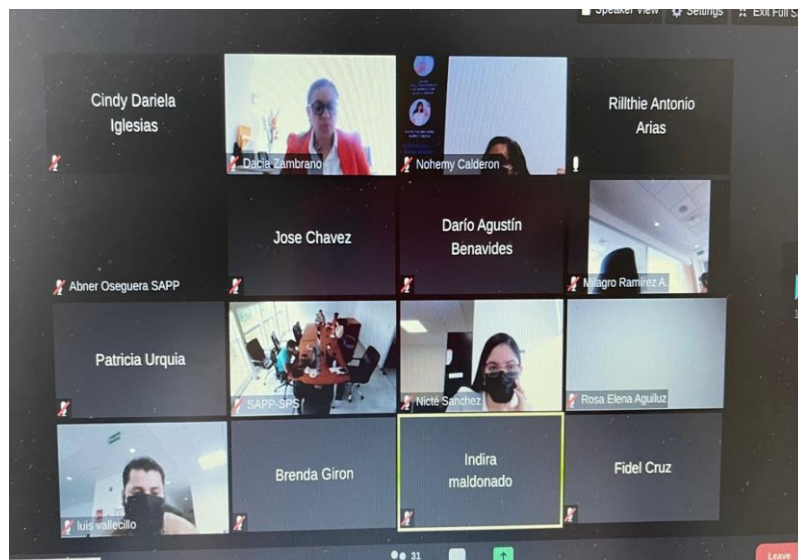 Speaker View Settings Exit Full S
Cindy Dariela
Iglesias
Dacia Zambrano
Nohemy Calderon
Rillthie Antonio
Arias
Abner Oseguera SAPP
Jose Chavez
Darío Agustín
Benavides
Milagro Ramirez A.
Patricia Urquia
SAPP-SPS
Nicté Sanchez
Rosa Elena Aguiluz
luis vallecillo
Brenda Giron
Indira
maldonado
Fidel Cruz
31
Leave